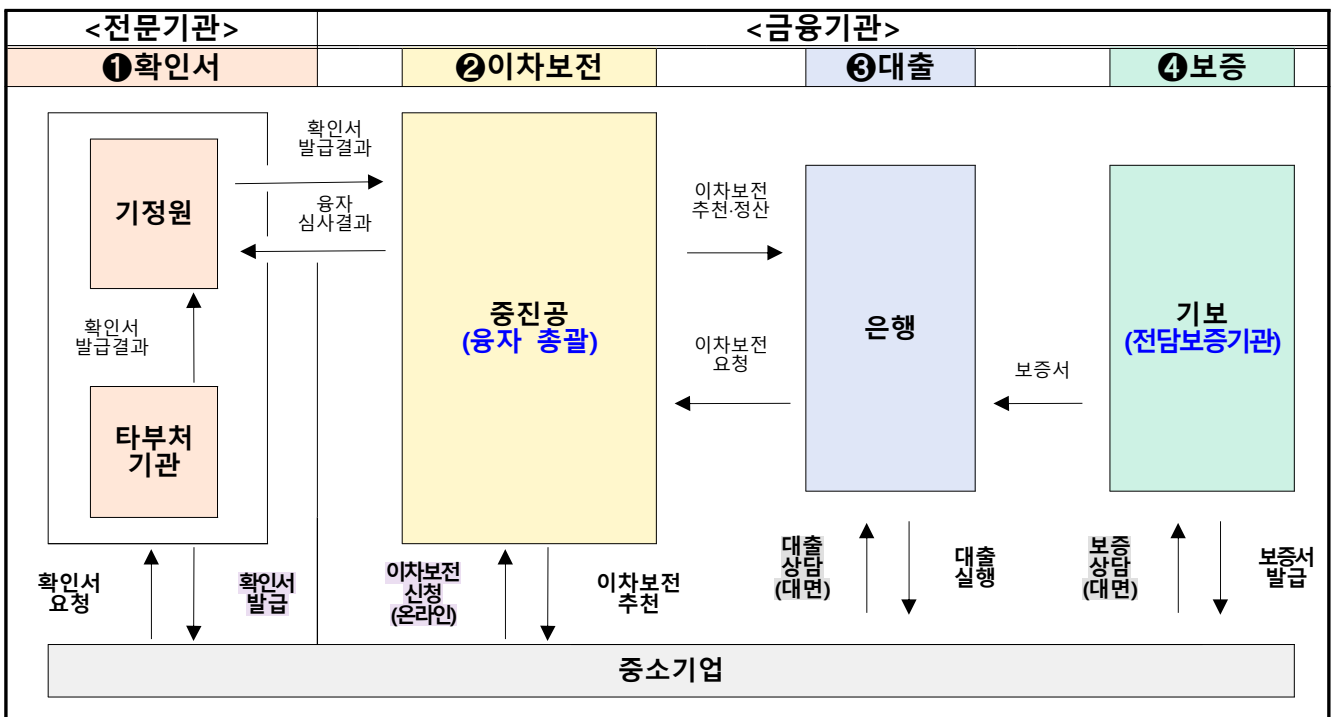 <전문기관>
<금융기관>
❶확인서
❷이차보전
❸대출
❹보증
기정원
확인서
발급결과
타부처
기관
확인서
발급결과
융자
심사결과
중진공
(융자 총괄)
이차보전
추천·정산
이차보전
요청
은행
보증서
기보
(전담보증기관)
확인서
요청
확인서
발급
이차보전
신청
(온라인)
이차보전
추천
대출
상담
(대면)
대출
실행
보증
상담
(대면)
보증서
발급
중소기업